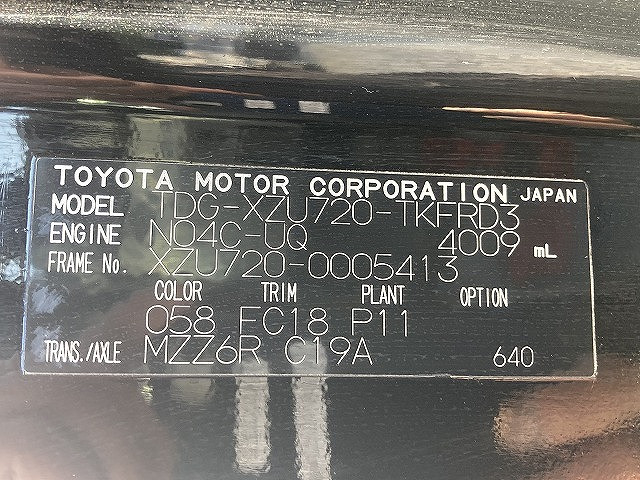 TOYOTA MOTOR CORPORATION JAPAN
MODEL TDG-XZU720-TKFRD3
ENGINE N04C-UQ 4009 mL
FRAME No. XZU720-0005413
COLOR TRIM PLANT OPTION
058 FC18 P11
TRANS./AXLE MZZ6R C19A 640